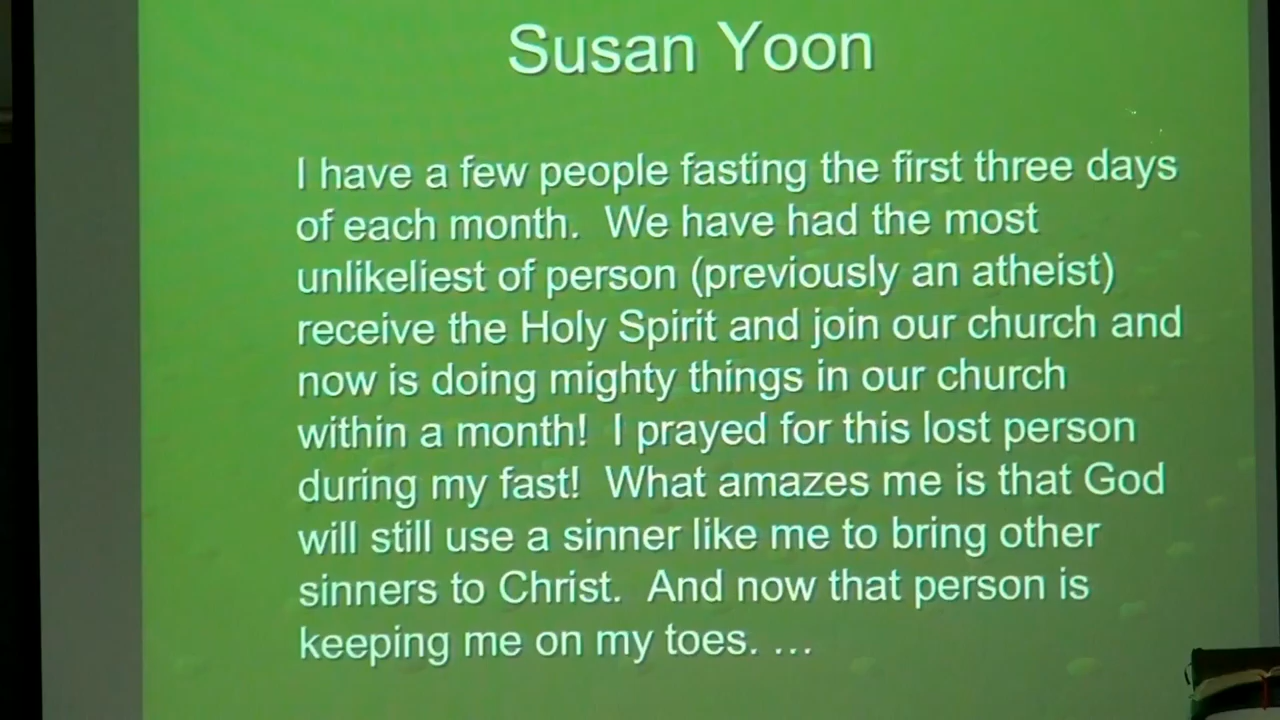 Susan Yoon
I have a few people fasting the first three days
of each month. We have had the most
unlikeliest of person (previously an atheist)
receive the Holy Spirit and join our church and
now is doing mighty things in our church
within a month! I prayed for this lost person
during my fast! What amazes me is that God
will still use a sinner like me to bring other
sinners to Christ. And now that person is
keeping me on my toes. ...